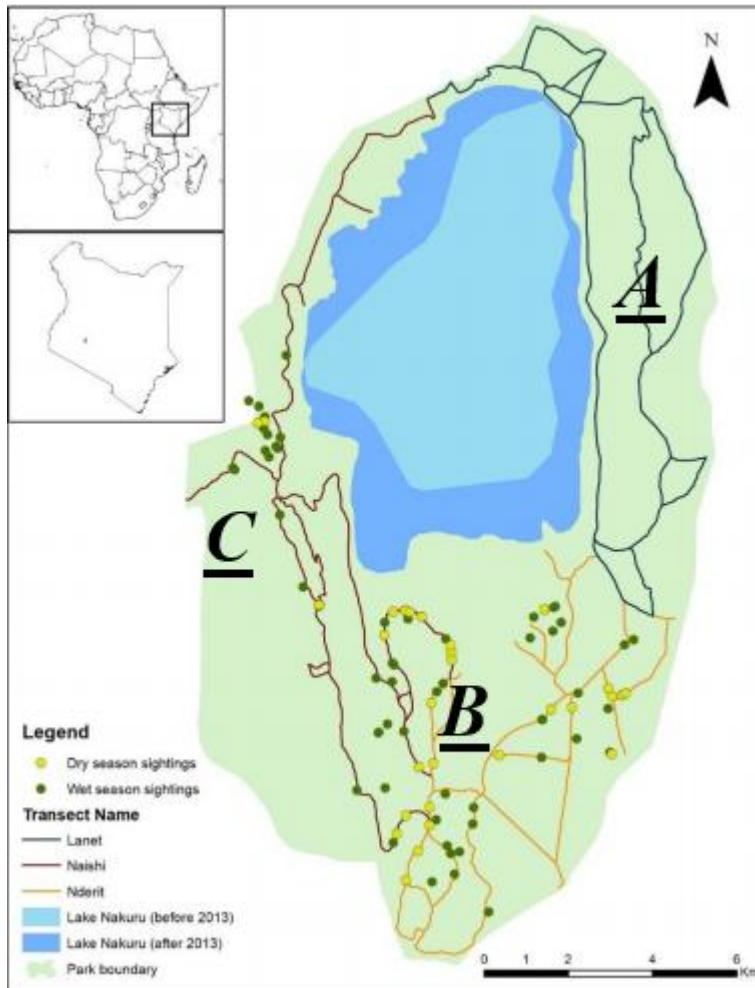 N
A
C
B
Legend
Dry season sightings
Wet season sightings
Transect Name
Lanet
Naishi
Nderit
Lake Nakuru (before 2013)
Lake Nakuru (after 2013)
Park boundary
0 1 2 4 6
Km